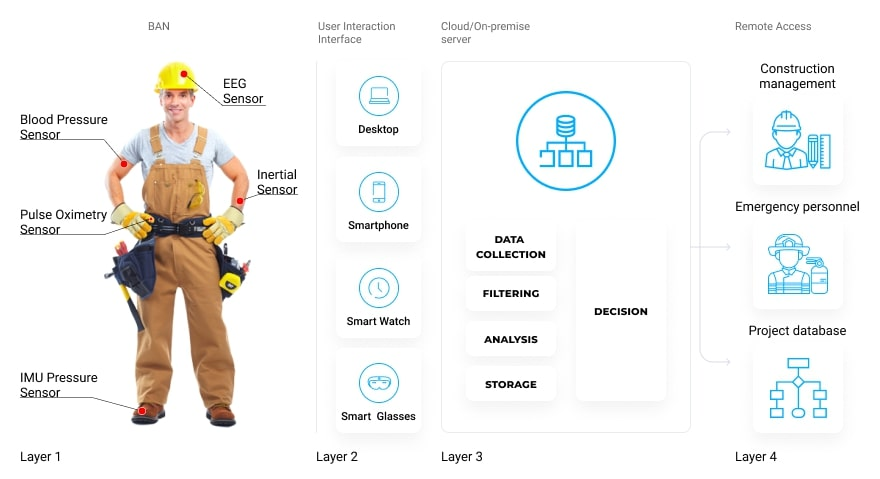 BAN
User Interaction
Interface
Cloud/On-premise
server
Remote Access
EEG
Sensor
Blood Pressure
Sensor
Inertial
Sensor
Pulse Oximetry
Sensor
IMU Pressure
Sensor
Layer 1
Desktop
Smartphone
Smart Watch
Smart Glasses
Layer 2
DATA
COLLECTION
FILTERING
ANALYSIS
STORAGE
DECISION
Layer 3
Construction
management
Emergency personnel
Project database
Layer 4